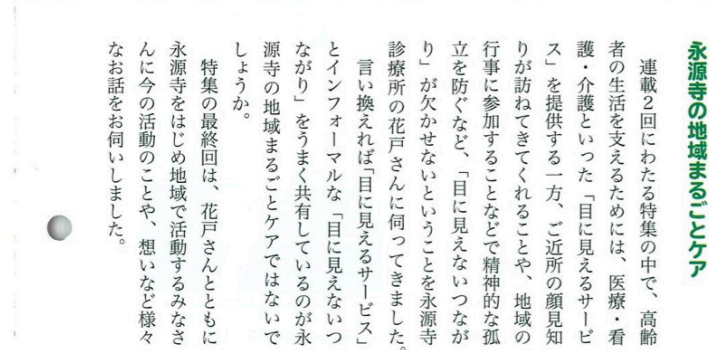 永源寺の地域まるごとケア
連載２回にわたる特集の中で、高齢
者の生活を支えるためには、医療・看
護・介護といった「目に見えるサービ
ス」を提供する一方、ご近所の顔見知
りが訪ねてきてくれることや、地域の
行事に参加することなどで精神的な孤
立を防ぐなど、「目に見えないつなが
り」が欠かせないということを永源寺
診療所の花戸さんに伺ってきました。
言い換えれば「目に見えるサービス」
とインフォーマルな「目に見えないつ
ながり」をうまく共有しているのが永
源寺の地域まるごとケアではないで
しょうか。
特集の最終回は、花戸さんとともに
永源寺をはじめ地域で活動するみなさ
んに今の活動のことや、想いなど様々
なお話をお伺いしました。